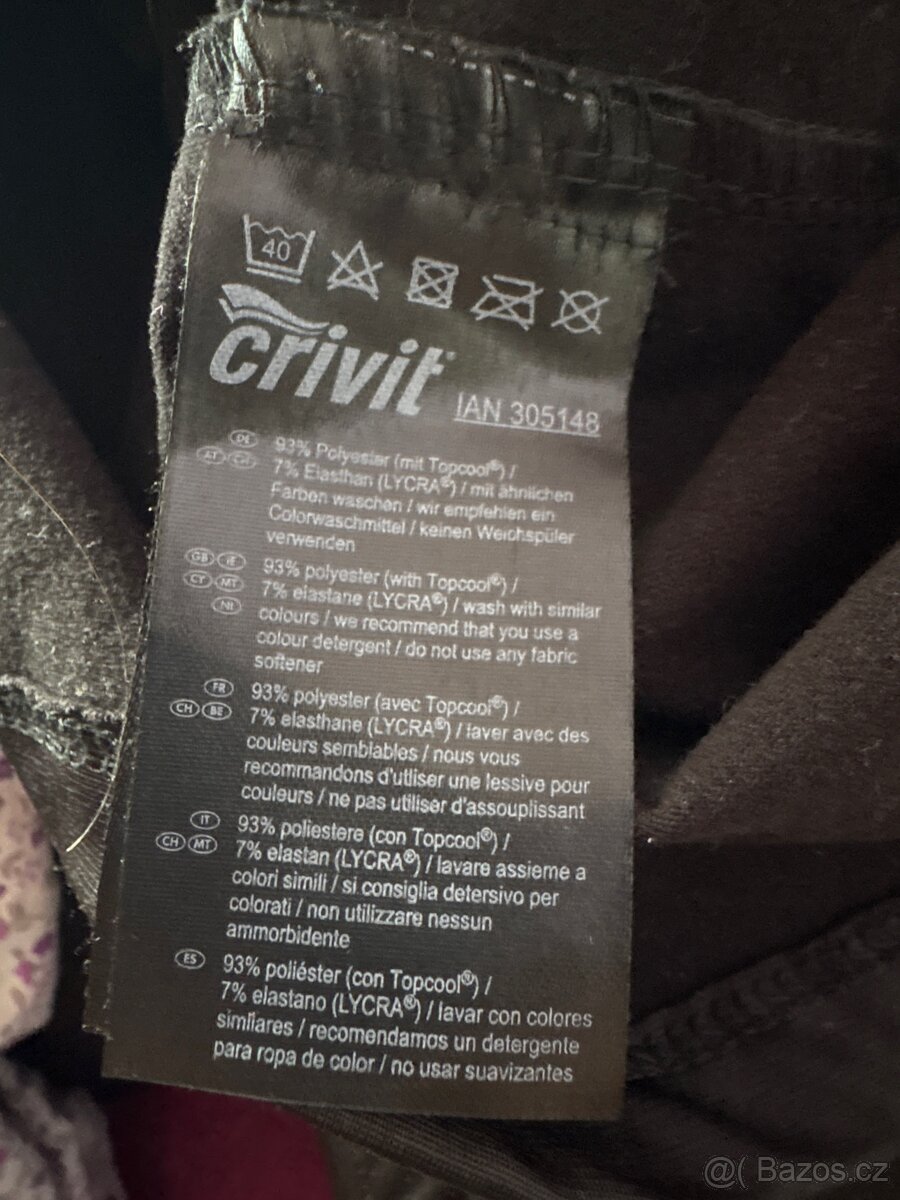 40
crivit
IAN 305148
DE 93% Polyester (mit Topcool®) /
AT CH 7% Elasthan (LYCRA®) / mit ähnlichen
Farben waschen / wir empfehlen ein
Colorwaschmittel / keinen Weichspüler
verwenden
GB IE 93% polyester (with Topcool®) /
CY MT 7% elastane (LYCRA®) / wash with similar
NI colours / we recommend that you use a
colour detergent / do not use any fabric
softener
FR 93% polyester (avec Topcool®) /
CH BE 7% elasthane (LYCRA®) / laver avec des
couleurs semblables / nous vous
recommandons d'utiliser une lessive pour
couleurs / ne pas utiliser d'assouplissant
IT 93% poliestere (con Topcool®) /
CH MT 7% elastan (LYCRA®) / lavare assieme a
colori simili / si consiglia detersivo per
colorati / non utilizzare nessun
ammorbidente
ES 93% poliéster (con Topcool®) /
7% elastano (LYCRA®) / lavar con colores
similares / recomendamos un detergente
para ropa de color / no usar suavizantes
@( Bazos.cz